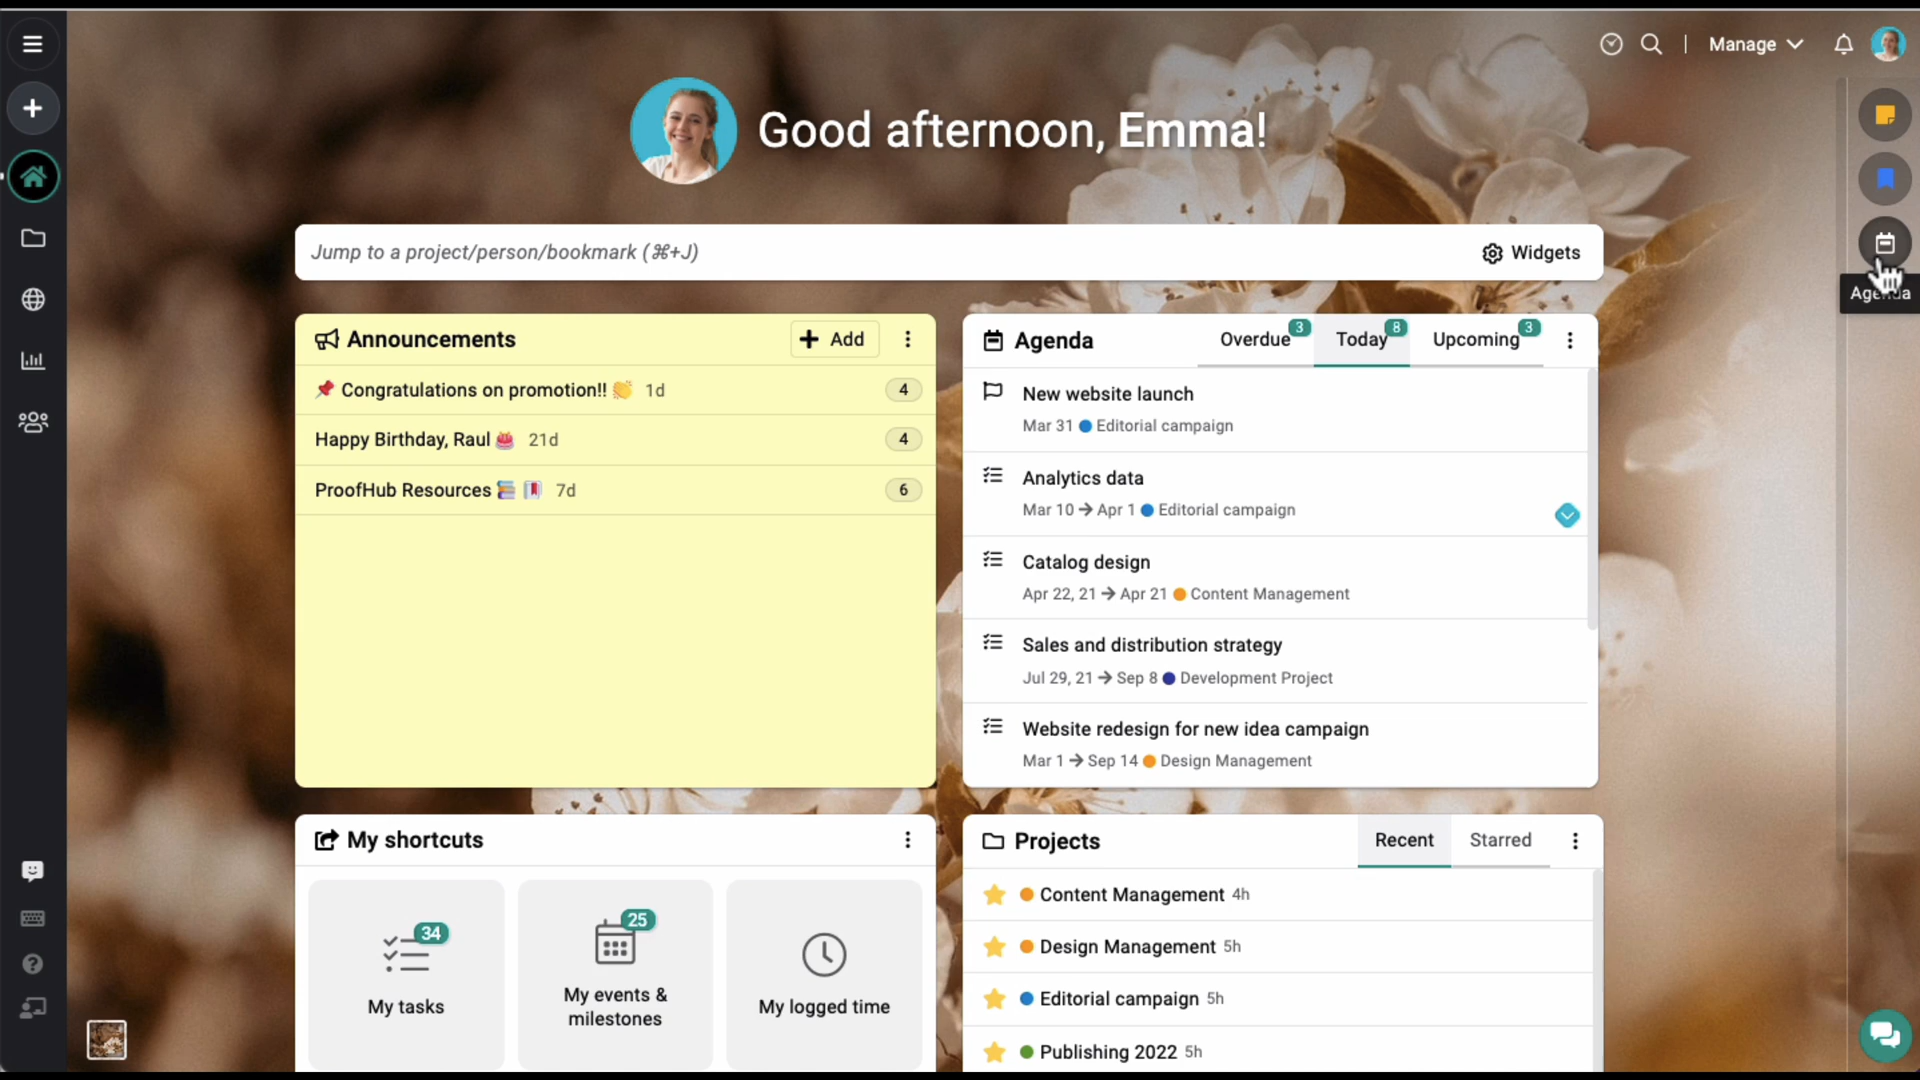 Manage
Good afternoon, Emma!
Jump to a project/person/bookmark (⌘+J)
Widgets
Announcements
Add
📌 Congratulations on promotion!! 👏 1d
4
Happy Birthday, Raul 🎂 21d
4
ProofHub Resources 📚 🔖 7d
6
Agenda
Overdue 3
Today 8
Upcoming 3
New website launch
Mar 31 Editorial campaign
Analytics data
Mar 10 → Apr 1 Editorial campaign
Catalog design
Apr 22, 21 → Apr 21 Content Management
Sales and distribution strategy
Jul 29, 21 → Sep 8 Development Project
Website redesign for new idea campaign
Mar 1 → Sep 14 Design Management
Agenda
My shortcuts
34
My tasks
25
My events &
milestones
My logged time
Projects
Recent
Starred
Content Management 4h
Design Management 5h
Editorial campaign 5h
Publishing 2022 5h